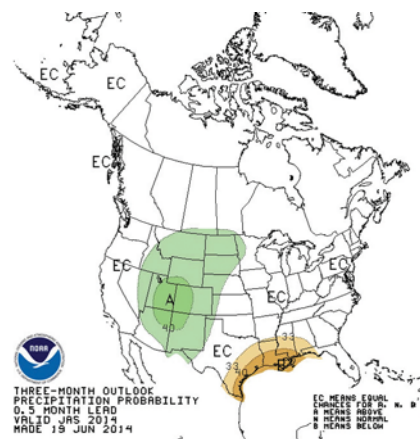 EC
EC
EC
EC
EC
A
EC
40
EC
33
33
40
B
NOAA
THREE-MONTH OUTLOOK
PRECIPITATION PROBABILITY
0.5 MONTH LEAD
VALID JAS 2014
MADE 19 JUN 2014
EC MEANS EQUAL
CHANCES FOR A, N, B
A MEANS ABOVE
N MEANS NORMAL
B MEANS BELOW